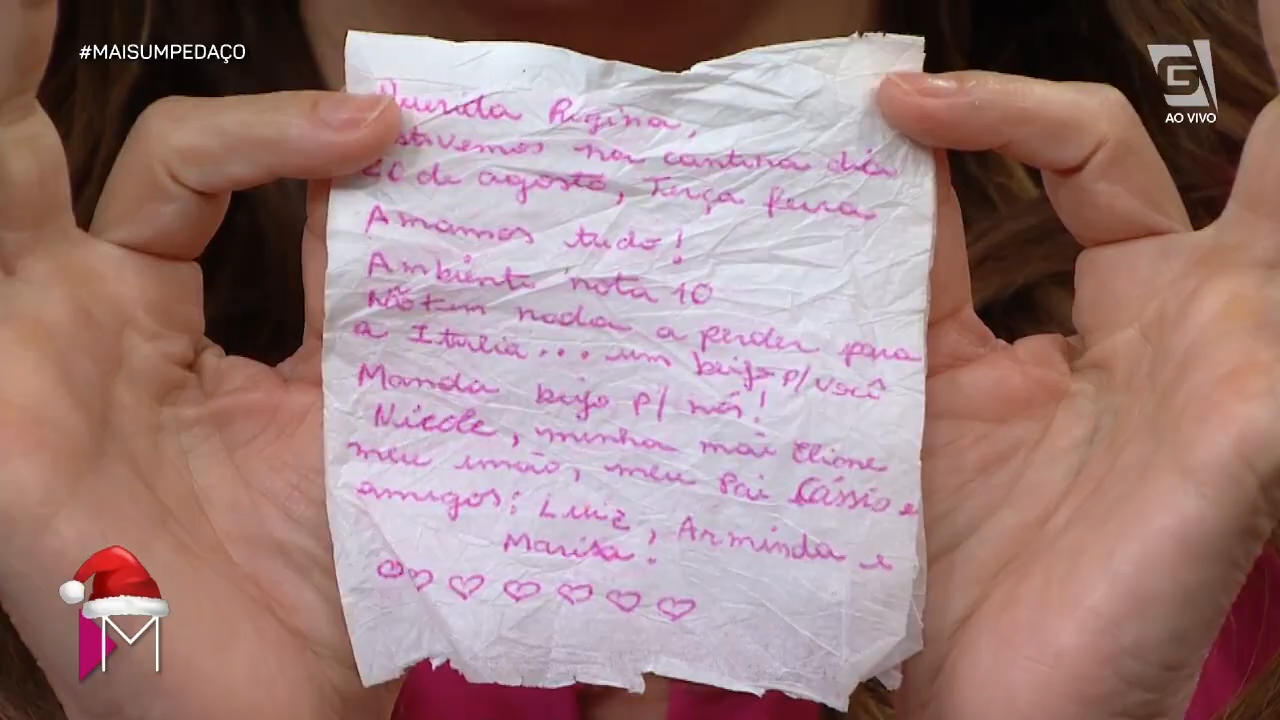 #MAISUMPEDAÇO
G
AO VIVO
Querida Regina,
estivemos na cantina dia
20 de agosto, Terça feira
Amamos tudo!
Ambiente nota 10
Não tem nada a perder para
a Itália... um beijo p/ você
Manda beijo p/ nós!
Nicole, minha mãe Elione
meu irmão, meu Pai Cássio e
amigos: Luiz, Arminda e
Marisa.
M